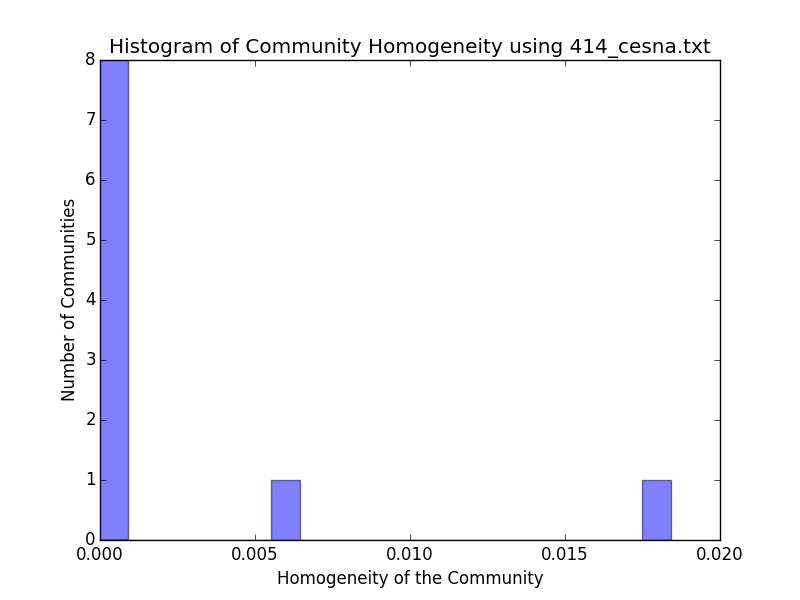 Histogram of Community Homogeneity using 414_cesna.txt
8
7
6
5
4
3
2
1
0
Number of Communities
0.000 0.005 0.010 0.015 0.020
Homogeneity of the Community